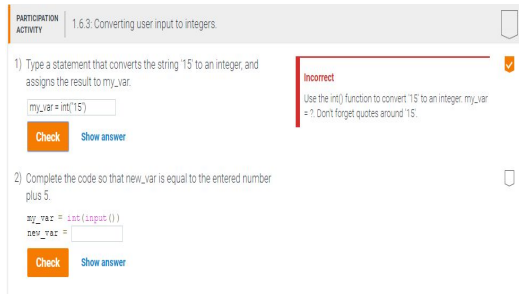 PARTICIPATION
ACTIVITY
1.6.3: Converting user input to integers.
1) Type a statement that converts the string '15' to an integer, and
assigns the result to my_var.
my_var = int("15")
Check
Show answer
Incorrect
Use the int() function to convert '15' to an integer. my_var
= ?. Don't forget quotes around '15'.
2) Complete the code so that new_var is equal to the entered number
plus 5.
my_var = int(input())
new_var =
Check
Show answer